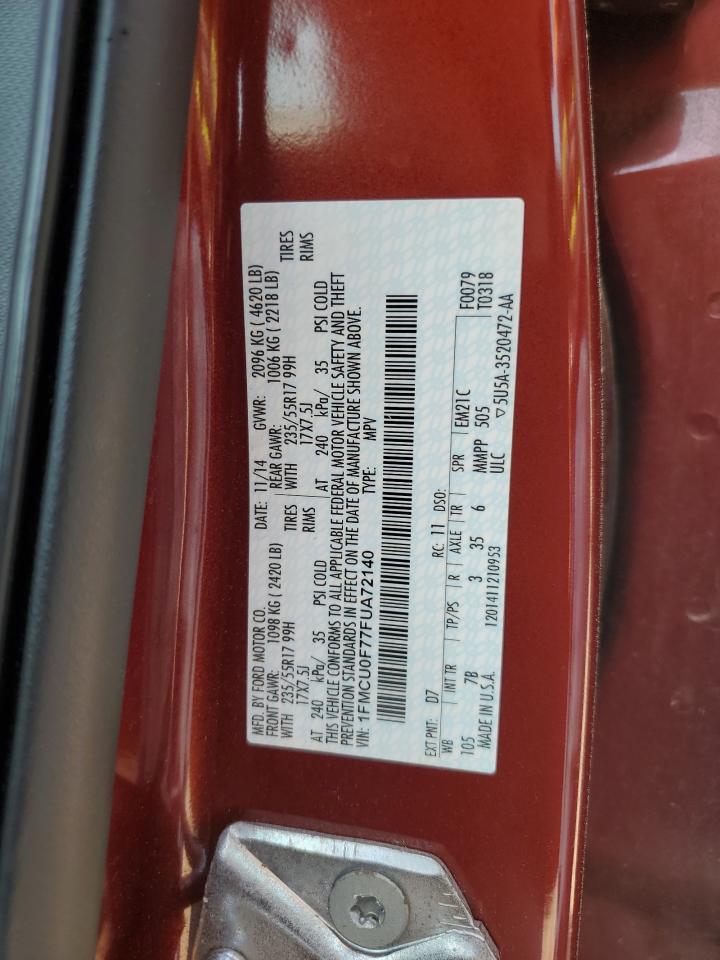 MFD. BY FORD MOTOR CO.
DATE: 11/14 GVWR: 2096 KG ( 4620 LB)
FRONT GAWR: 1098 KG ( 2420 LB) REAR GAWR: 1006 KG ( 2218 LB)
WITH 235/55R17 99H TIRES WITH 235/55R17 99H TIRES
17X7.5J RIMS 17X7.5J RIMS
AT 240 kPa/ 35 PSI COLD AT 240 kPa/ 35 PSI COLD
THIS VEHICLE CONFORMS TO ALL APPLICABLE FEDERAL MOTOR VEHICLE SAFETY AND THEFT
PREVENTION STANDARDS IN EFFECT ON THE DATE OF MANUFACTURE SHOWN ABOVE.
VIN: 1FMCU0F77FUA72140 TYPE: MPV
EXT PNT: D7 RC: 11 DSO: F0079
WB INT TR TP/PS R AXLE TR SPR EM21C T0318
105 7B 3 35 6 MMPP 505
MADE IN U.S.A. 1201411210953 ULC ▽5U5A-3520472-AA